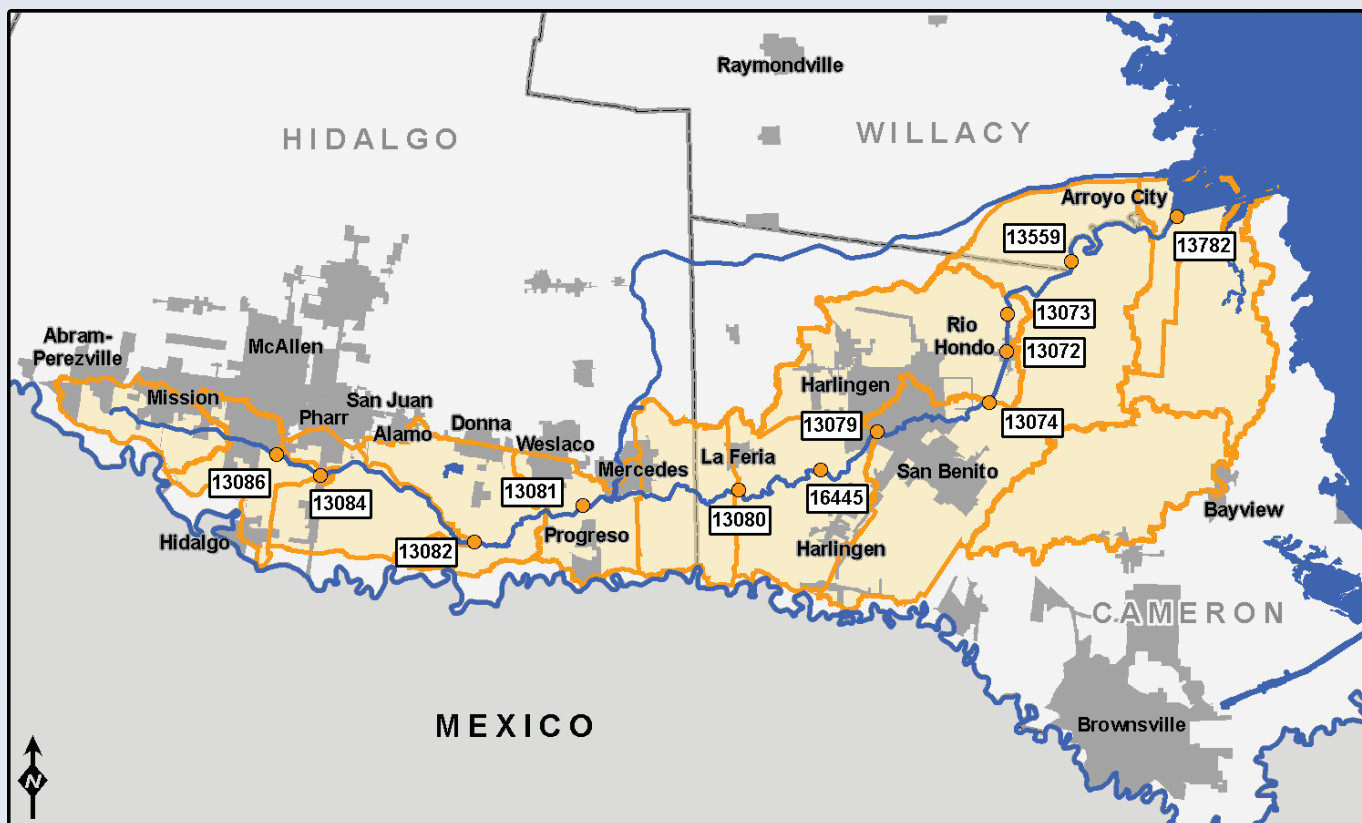 Raymondville
HIDALGO
WILLACY
Arroyo City
13559
13782
13073
Rio
Hondo
13072
Abram-
Perezville
McAllen
Mission
Pharr
San Juan
Alamo
Donna
Weslaco
Mercedes
La Feria
Harlingen
13079
13074
San Benito
13086
13084
13081
13080
16445
Bayview
Hidalgo
13082
Progreso
Harlingen
CAMERON
MEXICO
Brownsville
N